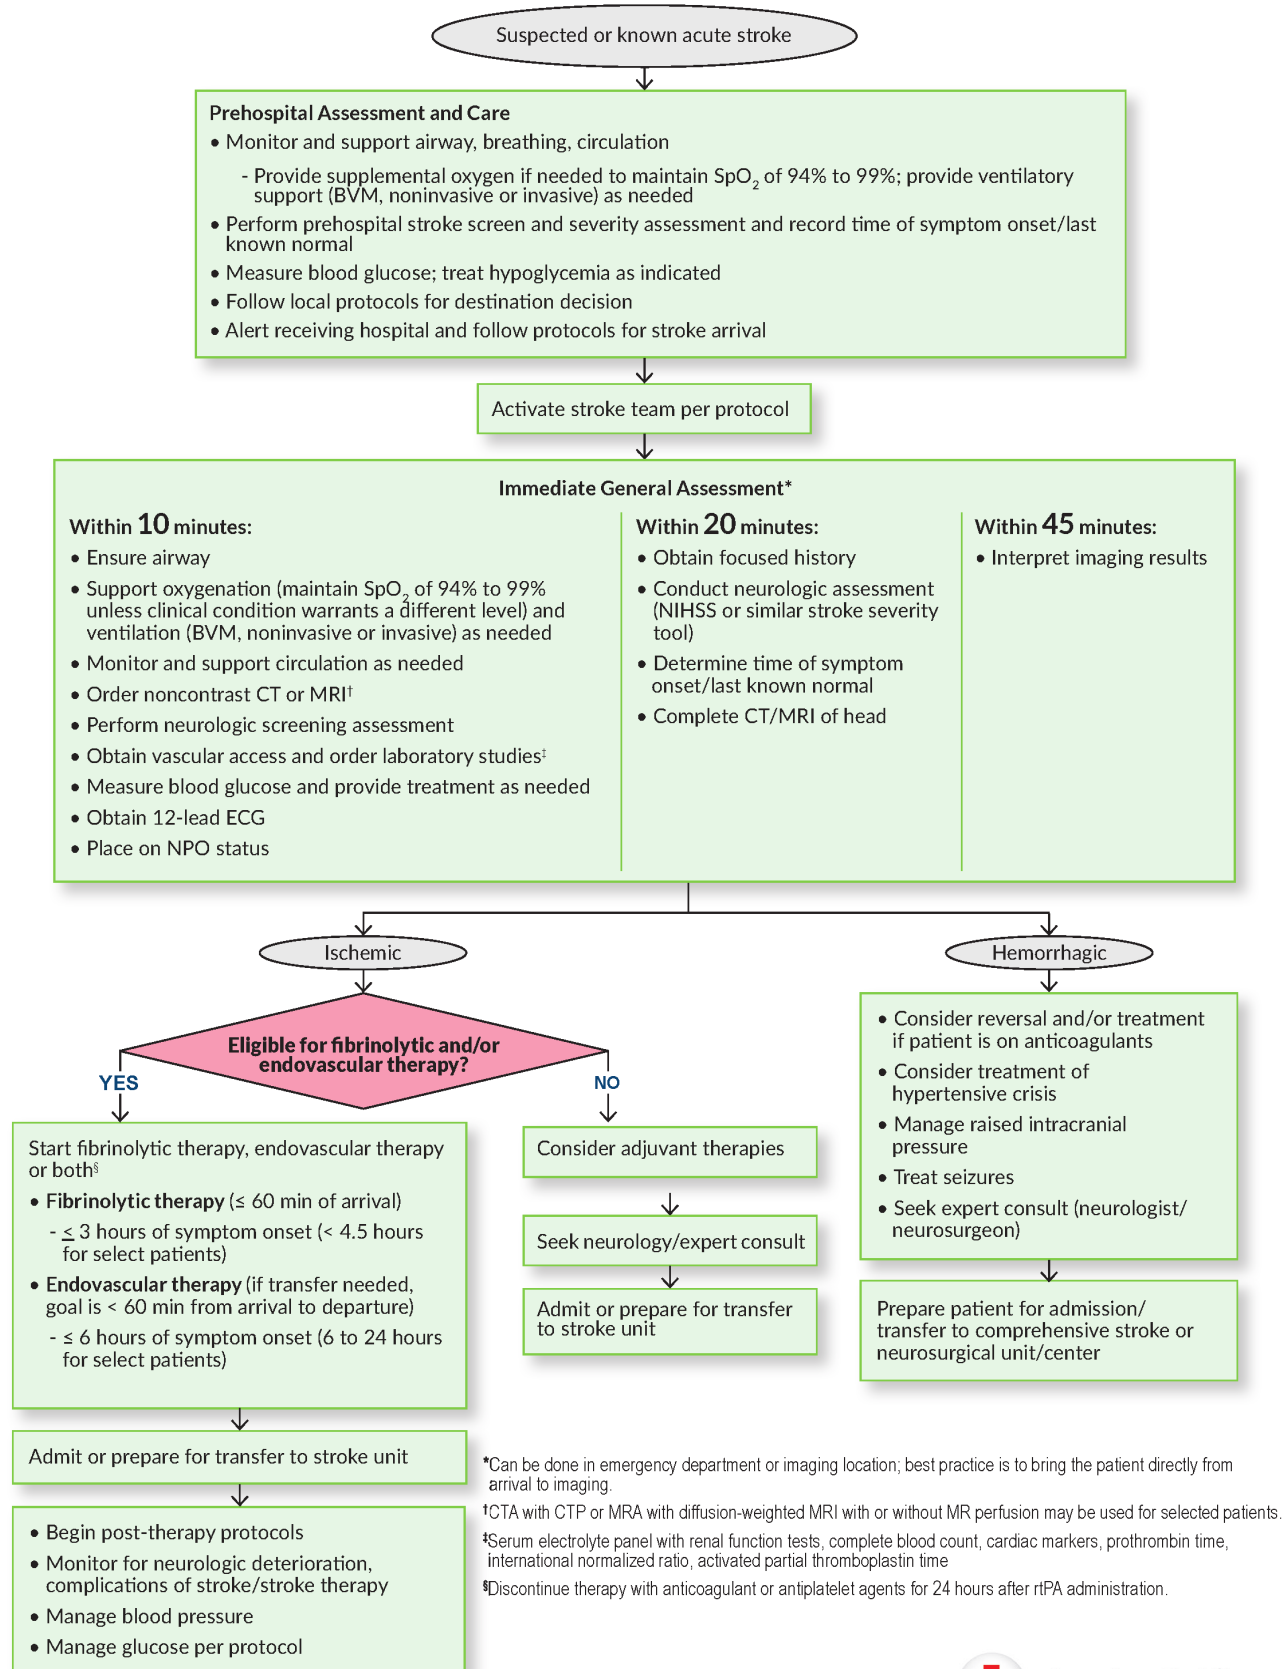 Suspected or known acute stroke
Prehospital Assessment and Care
• Monitor and support airway, breathing, circulation
- Provide supplemental oxygen if needed to maintain SpO2 of 94% to 99%; provide ventilatory
support (BVM, noninvasive or invasive) as needed
• Perform prehospital stroke screen and severity assessment and record time of symptom onset/last
known normal
• Measure blood glucose; treat hypoglycemia as indicated
• Follow local protocols for destination decision
• Alert receiving hospital and follow protocols for stroke arrival
Activate stroke team per protocol
Immediate General Assessment*
Within 10 minutes:
• Ensure airway
• Support oxygenation (maintain SpO2 of 94% to 99%
unless clinical condition warrants a different level) and
ventilation (BVM, noninvasive or invasive) as needed
• Monitor and support circulation as needed
• Order noncontrast CT or MRI†
• Perform neurologic screening assessment
• Obtain vascular access and order laboratory studies‡
• Measure blood glucose and provide treatment as needed
• Obtain 12-lead ECG
• Place on NPO status
Within 20 minutes:
• Obtain focused history
• Conduct neurologic assessment
(NIHSS or similar stroke severity
tool)
• Determine time of symptom
onset/last known normal
• Complete CT/MRI of head
Within 45 minutes:
• Interpret imaging results
Ischemic
Eligible for fibrinolytic and/or
endovascular therapy?
YES
NO
Start fibrinolytic therapy, endovascular therapy
or both§
• Fibrinolytic therapy (≤ 60 min of arrival)
- ≤ 3 hours of symptom onset (< 4.5 hours
for select patients)
• Endovascular therapy (if transfer needed,
goal is < 60 min from arrival to departure)
- ≤ 6 hours of symptom onset (6 to 24 hours
for select patients)
Admit or prepare for transfer to stroke unit
• Begin post-therapy protocols
• Monitor for neurologic deterioration,
complications of stroke/stroke therapy
• Manage blood pressure
• Manage glucose per protocol
Consider adjuvant therapies
Seek neurology/expert consult
Admit or prepare for transfer
to stroke unit
Hemorrhagic
• Consider reversal and/or treatment
if patient is on anticoagulants
• Consider treatment of
hypertensive crisis
• Manage raised intracranial
pressure
• Treat seizures
• Seek expert consult (neurologist/
neurosurgeon)
Prepare patient for admission/
transfer to comprehensive stroke or
neurosurgical unit/center
*Can be done in emergency department or imaging location; best practice is to bring the patient directly from
arrival to imaging.
†CTA with CTP or MRA with diffusion-weighted MRI with or without MR perfusion may be used for selected patients.
‡Serum electrolyte panel with renal function tests, complete blood count, cardiac markers, prothrombin time,
international normalized ratio, activated partial thromboplastin time
§Discontinue therapy with anticoagulant or antiplatelet agents for 24 hours after rtPA administration.